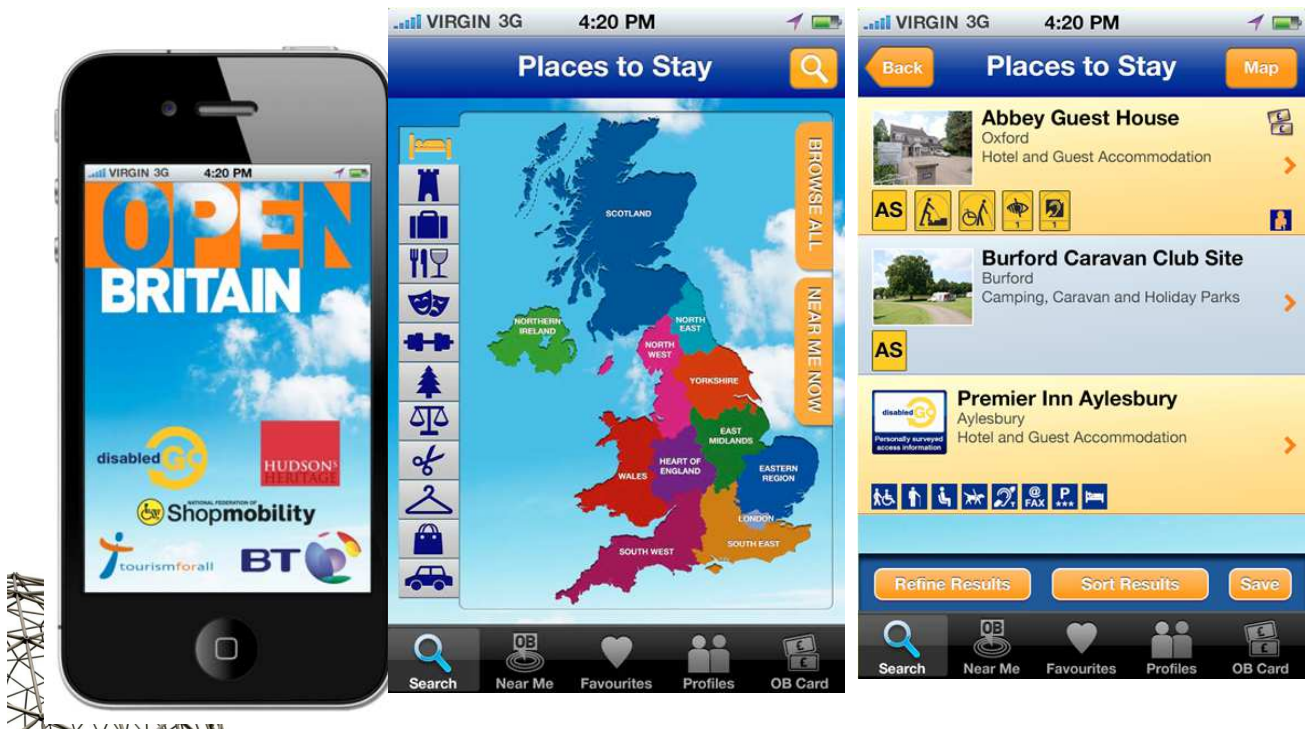 VIRGIN 3G 4:20 PM
OPEN
BRITAIN
disabled Go
HUDSON'S
HERITAGE
NATIONAL FEDERATION OF
Shopmobility
tourismforall
BT
VIRGIN 3G 4:20 PM
Places to Stay
BROWSE ALL
NEAR ME NOW
SCOTLAND
NORTHERN
IRELAND
NORTH
EAST
NORTH
WEST
YORKSHIRE
EAST
MIDLANDS
HEART OF
ENGLAND
WALES
EASTERN
REGION
LONDON
SOUTH WEST
SOUTH EAST
Search Near Me Favourites Profiles OB Card
OB
£
£
VIRGIN 3G 4:20 PM
Back Places to Stay Map
Abbey Guest House
Oxford
Hotel and Guest Accommodation
££
AS
1 1
Burford Caravan Club Site
Burford
Camping, Caravan and Holiday Parks
AS
disabled Go
Personally surveyed
access information
Premier Inn Aylesbury
Aylesbury
Hotel and Guest Accommodation
T
@
FAX
P
***
Refine Results Sort Results Save
OB
£
£
Search Near Me Favourites Profiles OB Card